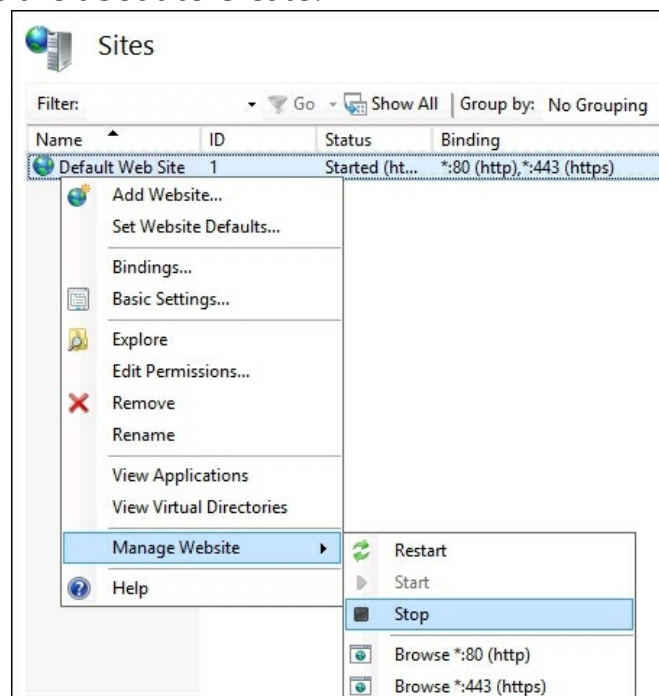 Sites
Filter: Go Show All Group by: No Grouping
Name ID Status Binding
Default Web Site 1 Started (ht... *:80 (http),*:443 (https)
Add Website...
Set Website Defaults...
Bindings...
Basic Settings...
Explore
Edit Permissions...
Remove
Rename
View Applications
View Virtual Directories
Manage Website
Help
Restart
Start
Stop
Browse *:80 (http)
Browse *:443 (https)